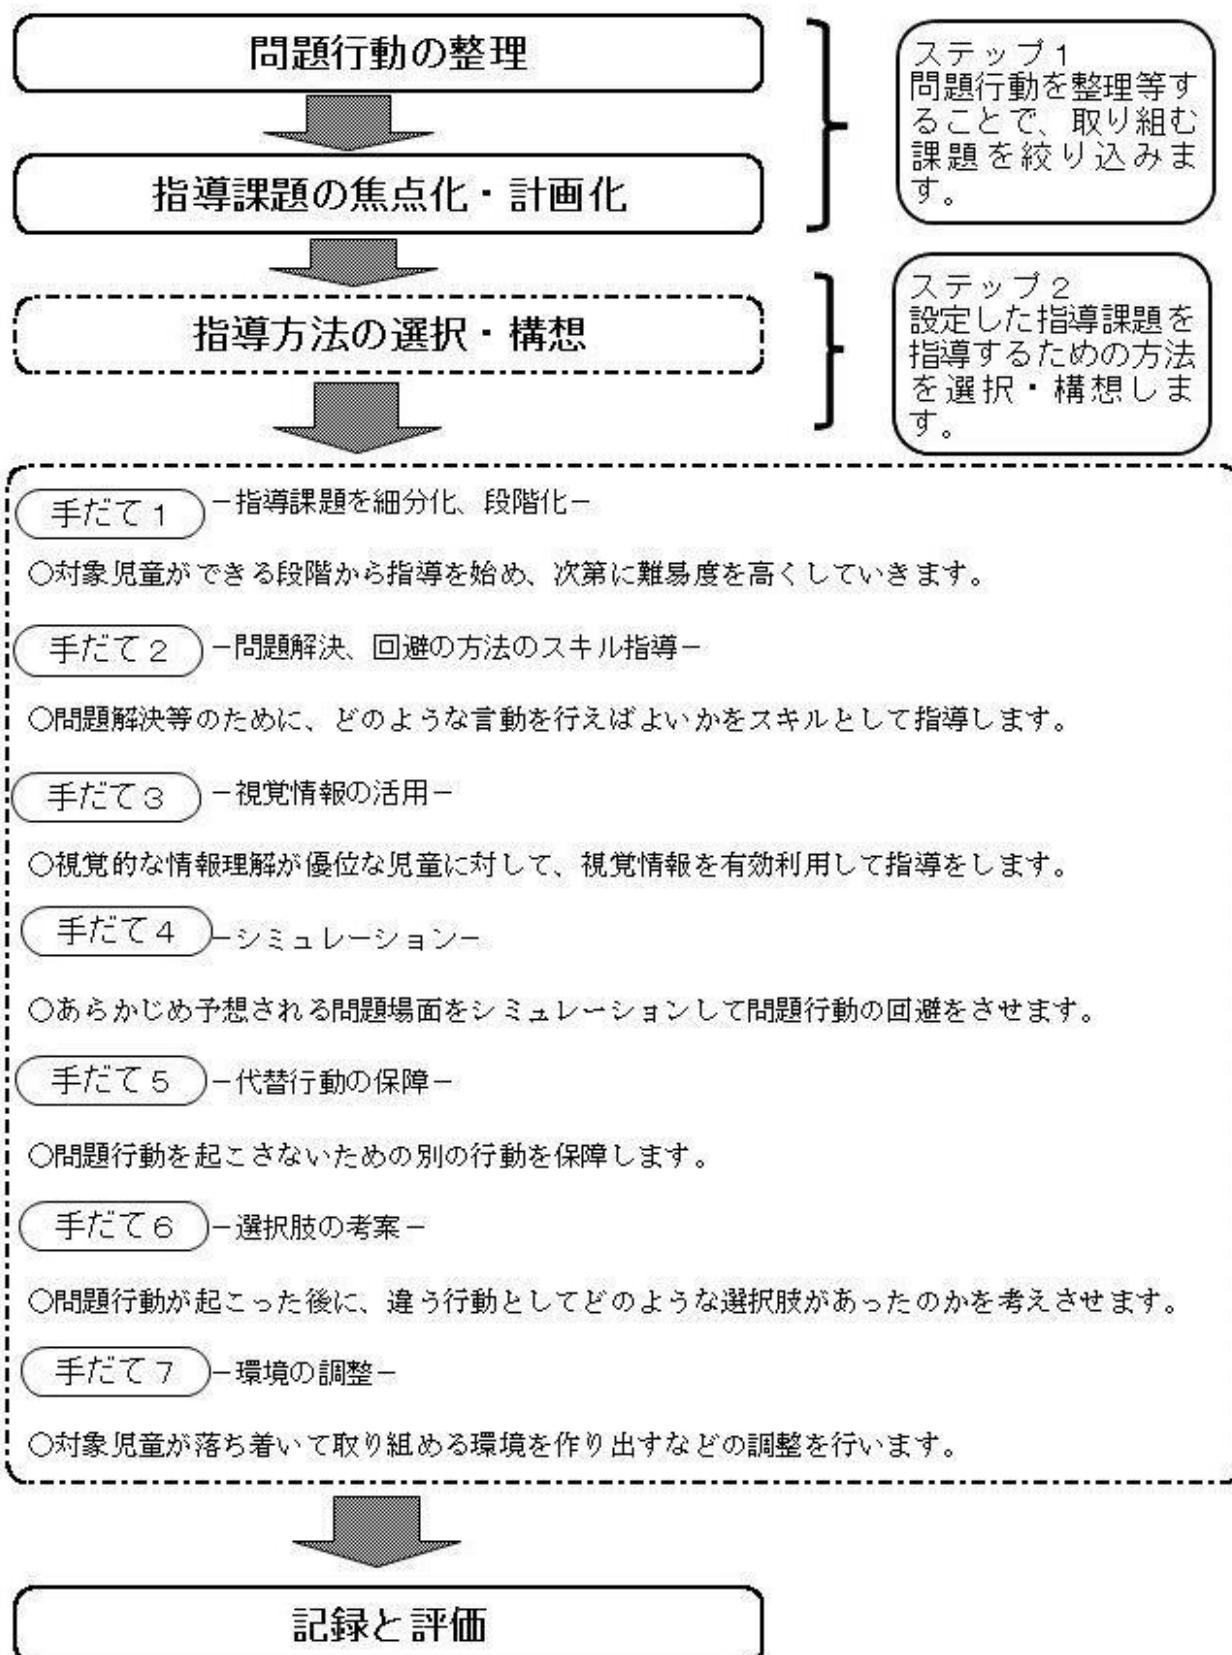 問題行動の整理
ステップ1
問題行動を整理等す
ることで、取り組む
課題を絞り込みま
す。
指導課題の焦点化・計画化
指導方法の選択・構想
ステップ2
設定した指導課題を
指導するための方法
を選択・構想しま
す。
手だて1 －指導課題を細分化、段階化－
○対象児童ができる段階から指導を始め、次第に難易度を高くしていきます。
手だて2 －問題解決、回避の方法のスキル指導－
○問題解決等のために、どのような言動を行えばよいかをスキルとして指導します。
手だて3 －視覚情報の活用－
○視覚的な情報理解が優位な児童に対して、視覚情報を有効利用して指導をします。
手だて4 －シミュレーション－
○あらかじめ予想される問題場面をシミュレーションして問題行動の回避をさせます。
手だて5 －代替行動の保障－
○問題行動を起こさないための別の行動を保障します。
手だて6 －選択肢の考案－
○問題行動が起こった後に、違う行動としてどのような選択肢があったのかを考えさせます。
手だて7 －環境の調整－
○対象児童が落ち着いて取り組める環境を作り出すなどの調整を行います。
記録と評価